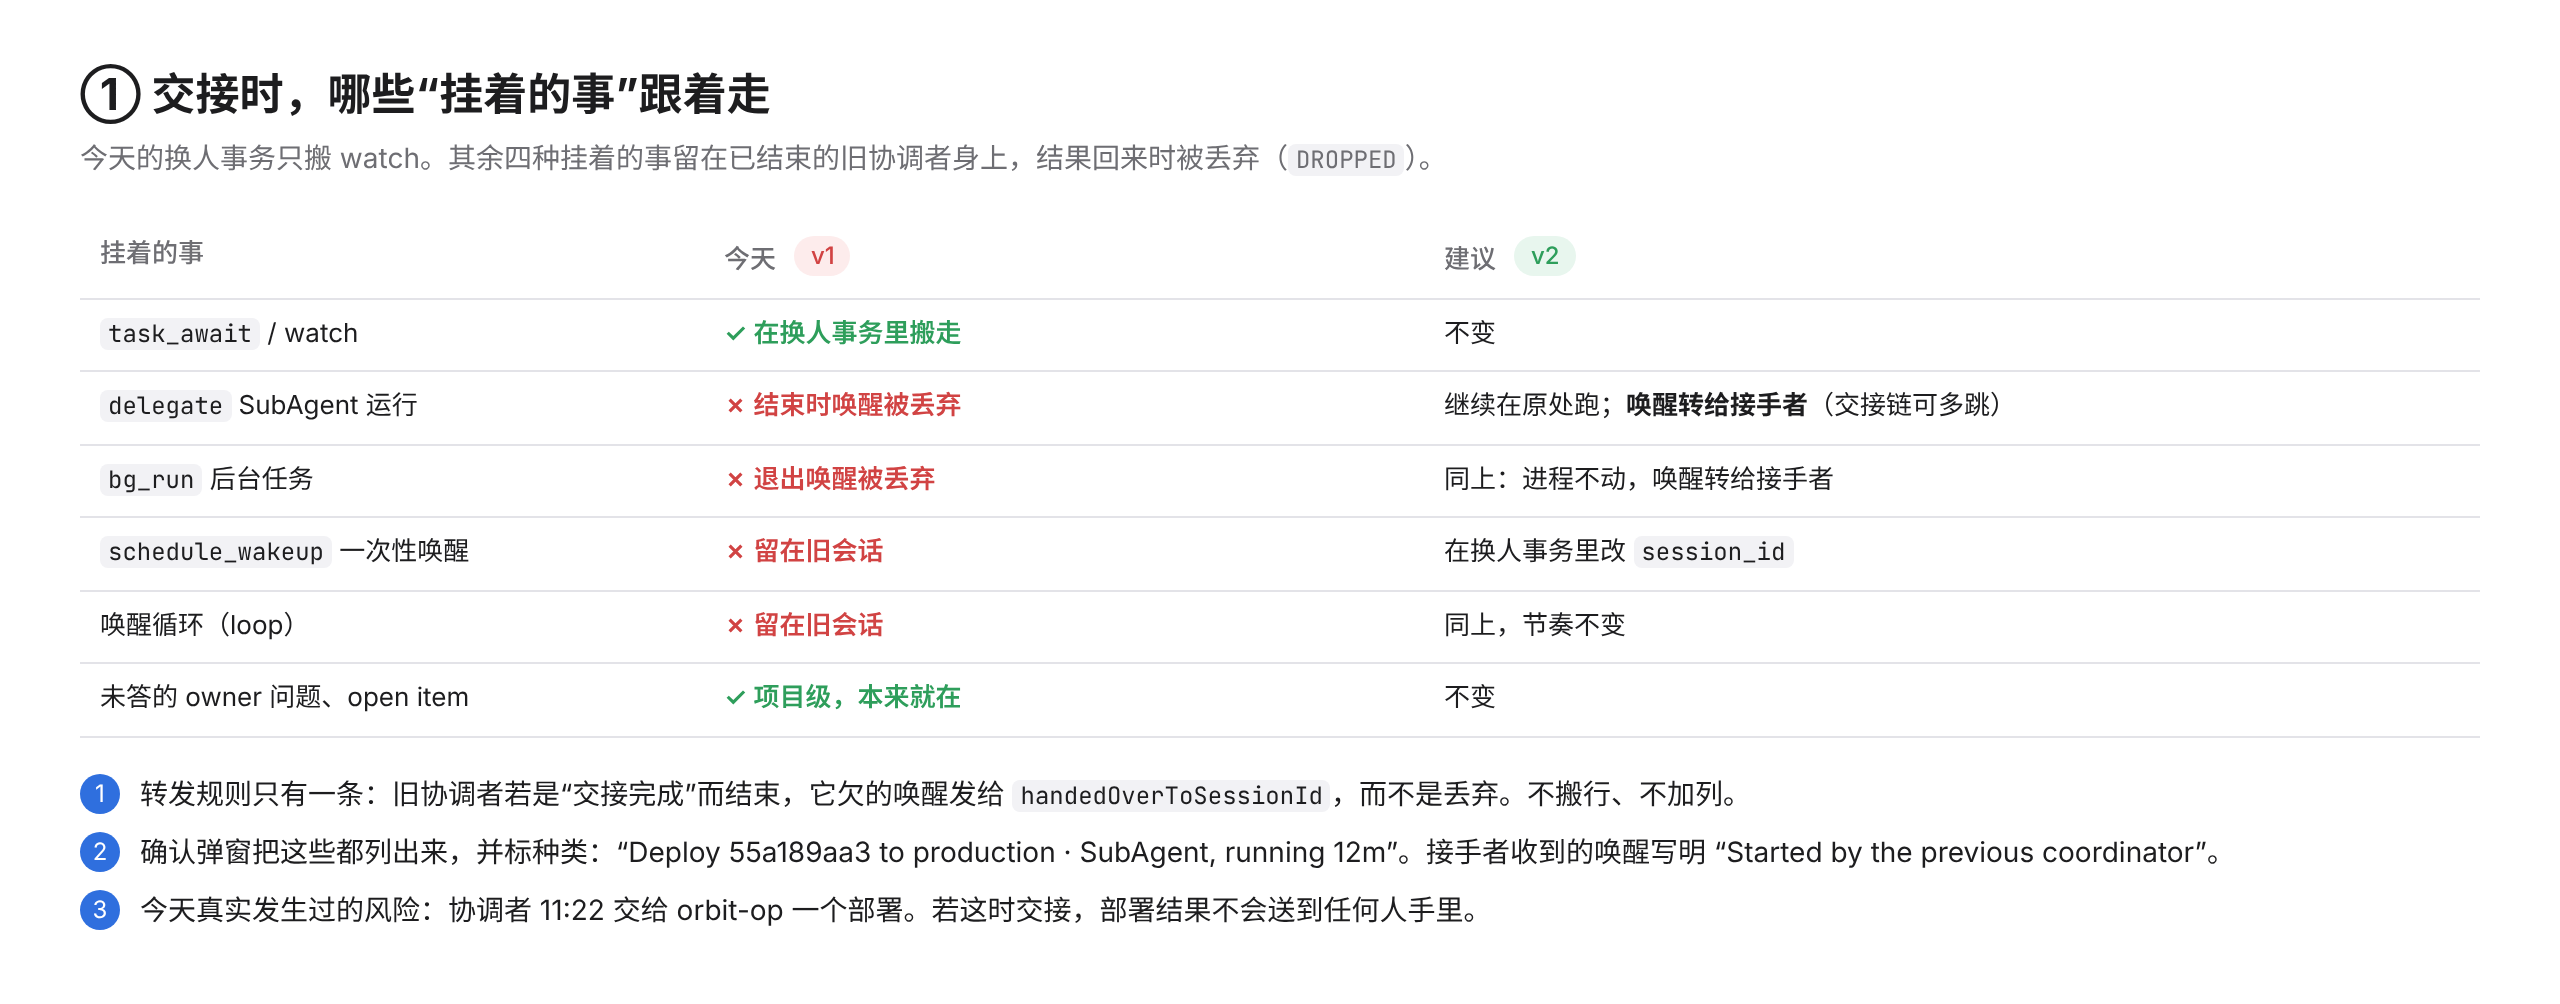 ① 交接时，哪些“挂着的事”跟着走
今天的换人事务只搬 watch。其余四种挂着的事留在已结束的旧协调者身上，结果回来时被丢弃（DROPPED）。
挂着的事 今天 v1 建议 v2
task_await / watch ✓ 在换人事务里搬走 不变
delegate SubAgent 运行 × 结束时唤醒被丢弃 继续在原处跑；唤醒转给接手者（交接链可多跳）
bg_run 后台任务 × 退出唤醒被丢弃 同上：进程不动，唤醒转给接手者
schedule_wakeup 一次性唤醒 × 留在旧会话 在换人事务里改 session_id
唤醒循环（loop） × 留在旧会话 同上，节奏不变
未答的 owner 问题、open item ✓ 项目级，本来就在 不变
1 转发规则只有一条：旧协调者若是“交接完成”而结束，它欠的唤醒发给 handedOverToSessionId，而不是丢弃。不搬行、不加列。
2 确认弹窗把这些都列出来，并标种类：“Deploy 55a189aa3 to production · SubAgent, running 12m”。接手者收到的唤醒写明 “Started by the previous coordinator”。
3 今天真实发生过的风险：协调者 11:22 交给 orbit-op 一个部署。若这时交接，部署结果不会送到任何人手里。